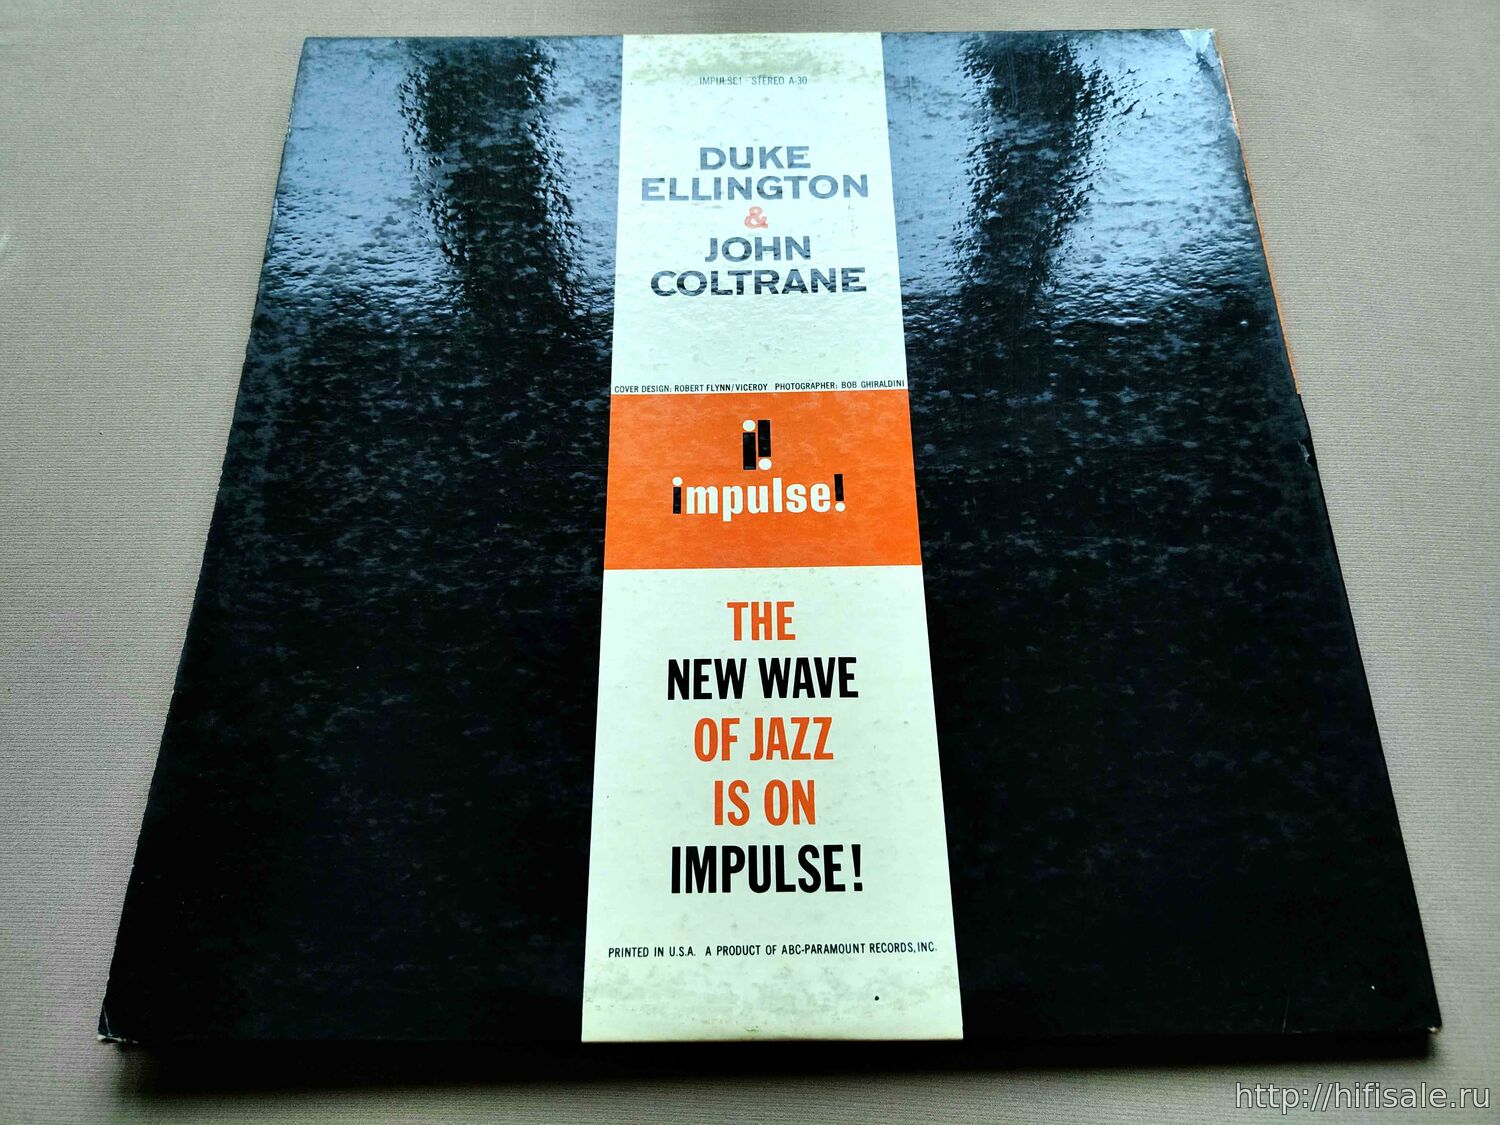 IMPULSE! STEREO A-30
DUKE
ELLINGTON
&
JOHN
COLTRANE
COVER DESIGN: ROBERT FLYNN/VICEROY PHOTOGRAPHER: BOB GHIRALDINI
i!
impulse!
THE
NEW WAVE
OF JAZZ
IS ON
IMPULSE!
PRINTED IN U.S.A. A PRODUCT OF ABC-PARAMOUNT RECORDS, INC.
http://hifisale.ru